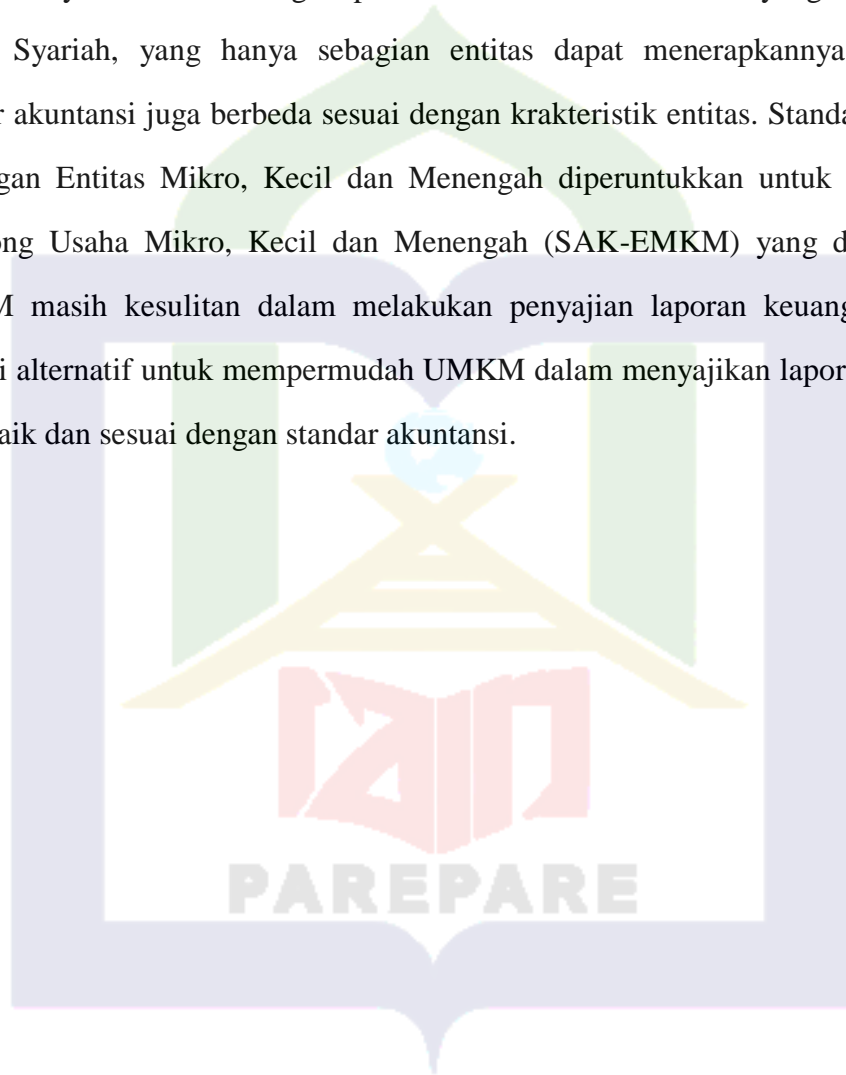 Syariah, yang hanya sebagian entitas dapat menerapkannya
r akuntansi juga berbeda sesuai dengan krakteristik entitas. Standa
gan Entitas Mikro, Kecil dan Menengah diperuntukkan untuk
ong Usaha Mikro, Kecil dan Menengah (SAK-EMKM) yang d
M masih kesulitan dalam melakukan penyajian laporan keuang
i alternatif untuk mempermudah UMKM dalam menyajikan lapor
aik dan sesuai dengan standar akuntansi.
iain
PAREPARE